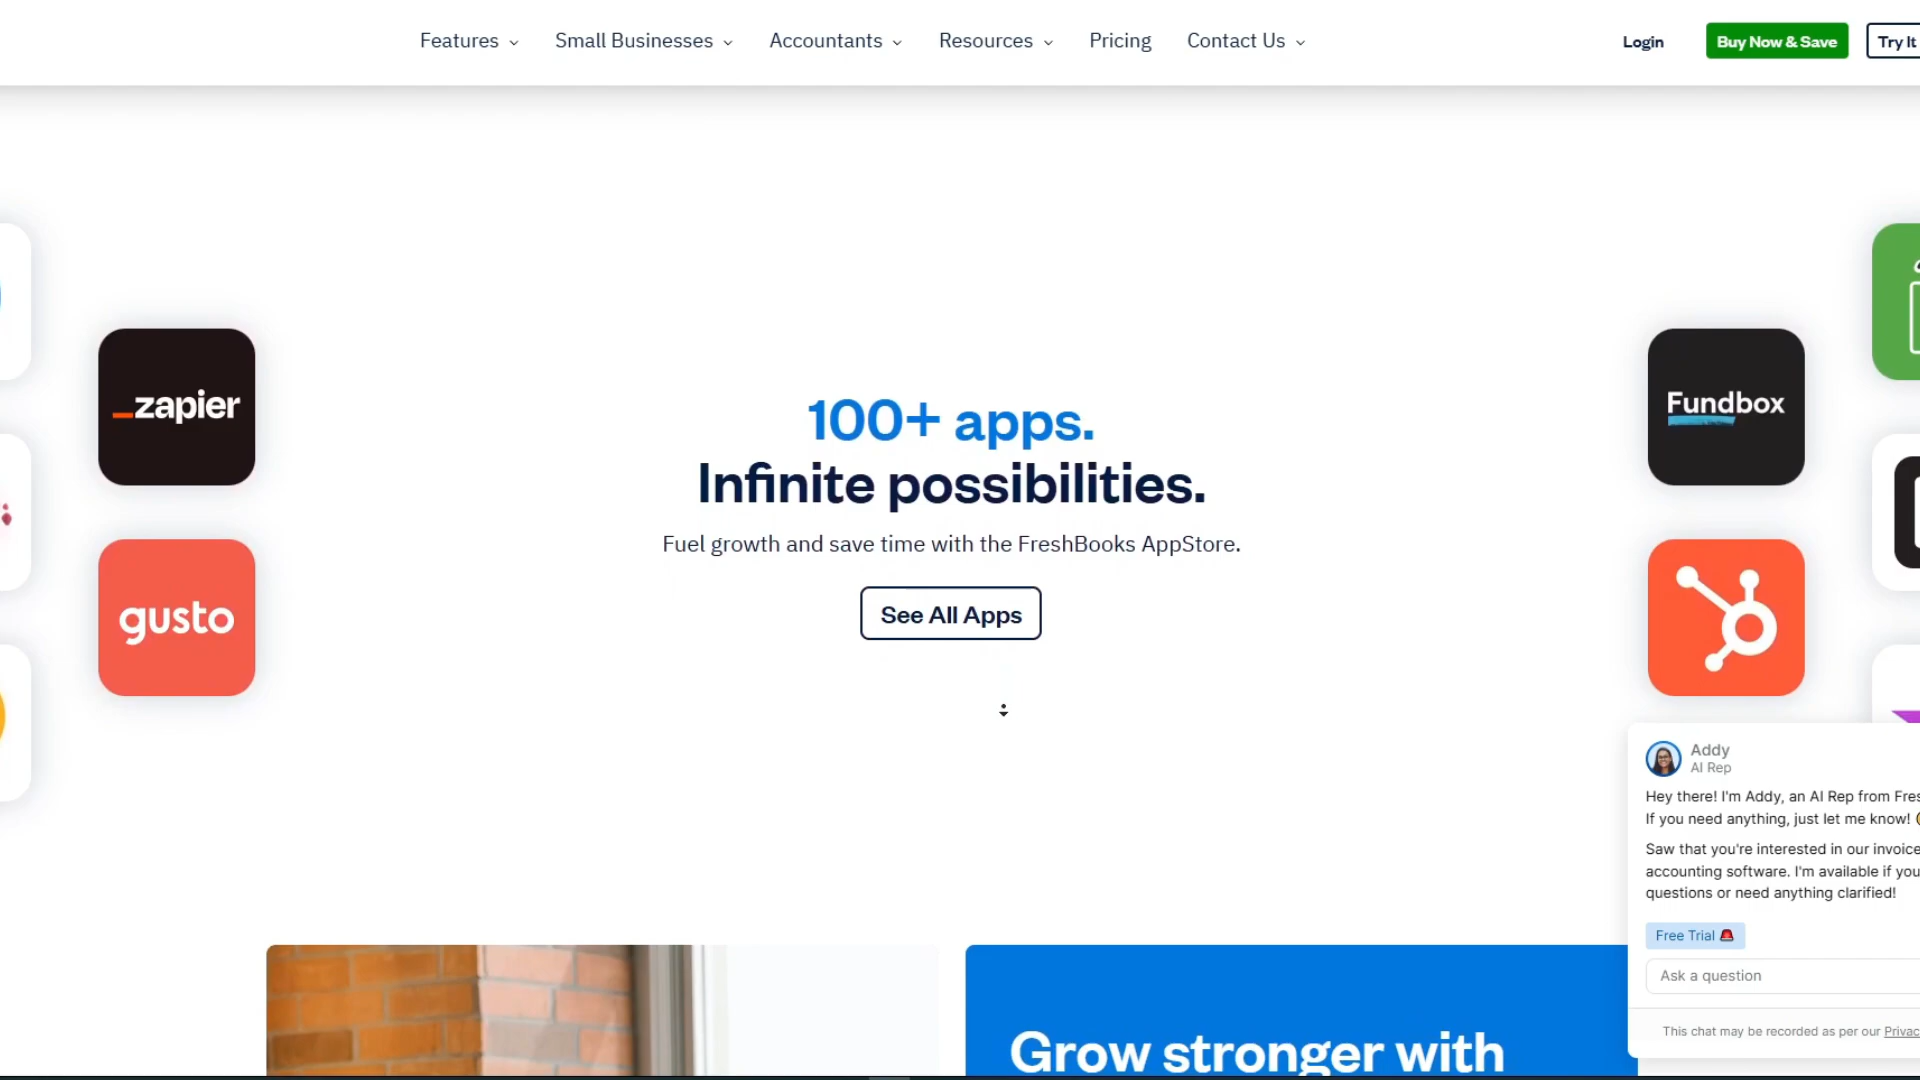 Features Small Businesses Accountants Resources Pricing Contact Us Login Buy Now & Save Try It
zapier
Fundbox
100+ apps.
Infinite possibilities.
Fuel growth and save time with the FreshBooks AppStore.
See All Apps
gusto
Addy
AI Rep
Hey there! I'm Addy, an AI Rep from
If you need anything, just let me know!
Saw that you're interested in our invoice
accounting software. I'm available if you
questions or need anything clarified!
Free Trial
Ask a question
This chat may be recorded as per our
Grow stronger with